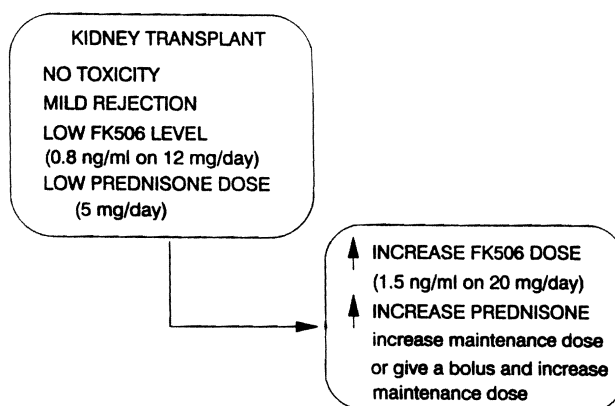 KIDNEY TRANSPLANT
NO TOXICITY
MILD REJECTION
LOW FK506 LEVEL
(0.8 ng/ml on 12 mg/day)
LOW PREDNISONE DOSE
(5 mg/day)
INCREASE FK506 DOSE
(1.5 ng/ml on 20 mg/day)
INCREASE PREDNISONE
increase maintenance dose
or give a bolus and increase
maintenance dose